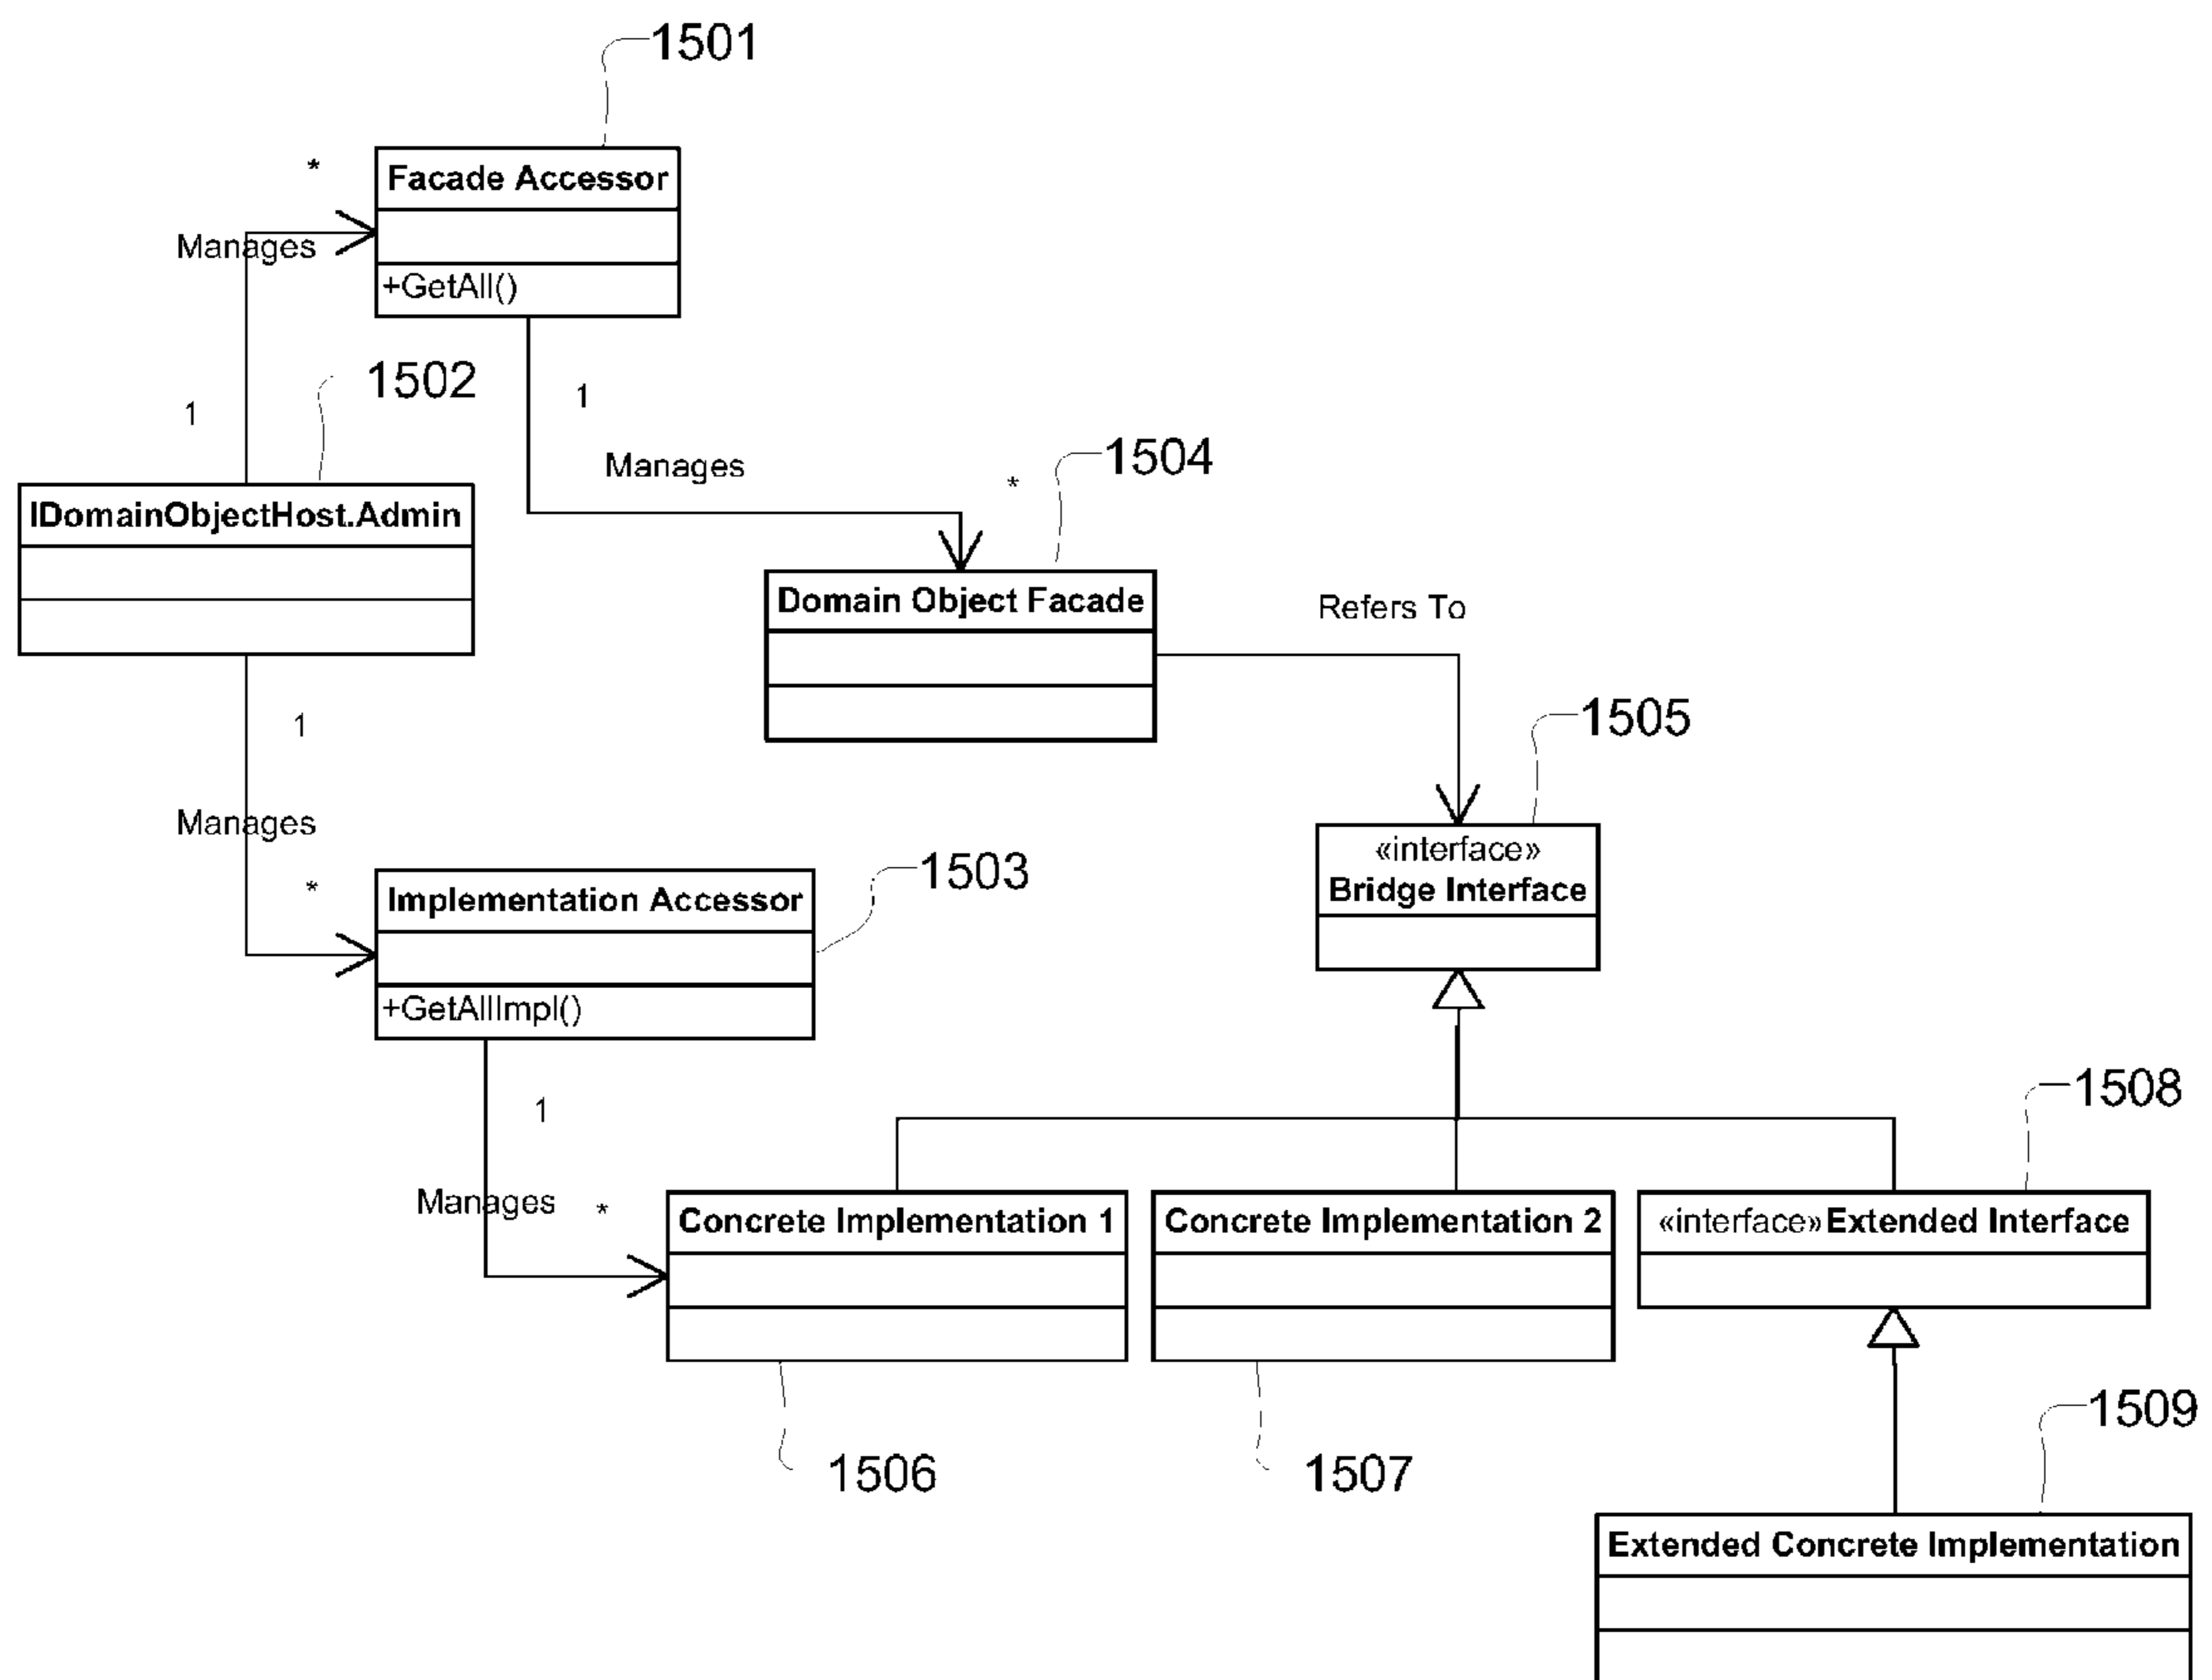 1501
*
Facade Accessor
Manages
+GetAll()
1502
1
1
1504
Manages
*
IDomainObjectHost.Admin
Domain Object Facade
Refers To
1505
1
Manages
«interface»
1503
*
Bridge Interface
Implementation Accessor
+GetAllImpl()
1508
1
Manages
*
Concrete Implementation 1
Concrete Implementation 2
«interface» Extended Interface
1509
1506
1507
Extended Concrete Implementation